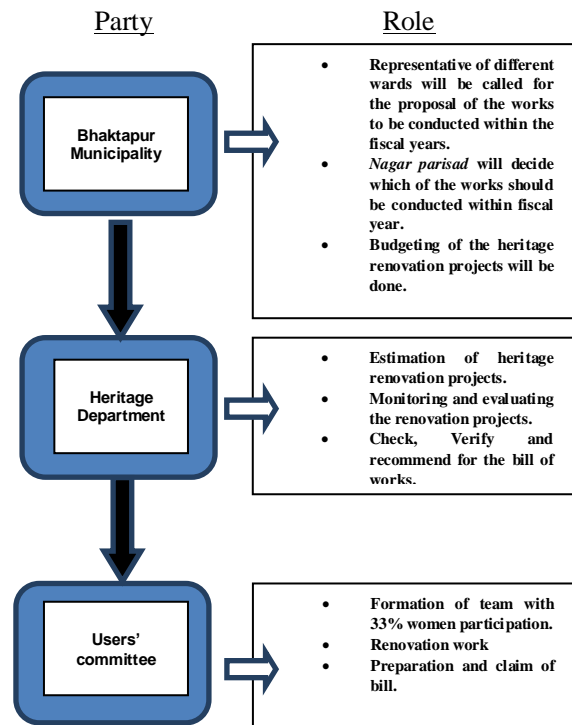 Party
Role
Bhaktapur
Municipality
• Representative of different
wards will be called for
the proposal of the works
to be conducted within the
fiscal years.
• Nagar parisad will decide
which of the works should
be conducted within fiscal
year.
• Budgeting of the heritage
renovation projects will be
done.
Heritage
Department
• Estimation of heritage
renovation projects.
• Monitoring and evaluating
the renovation projects.
• Check, Verify and
recommend for the bill of
works.
Users’
committee
• Formation of team with
33% women participation.
• Renovation work
• Preparation and claim of
bill.